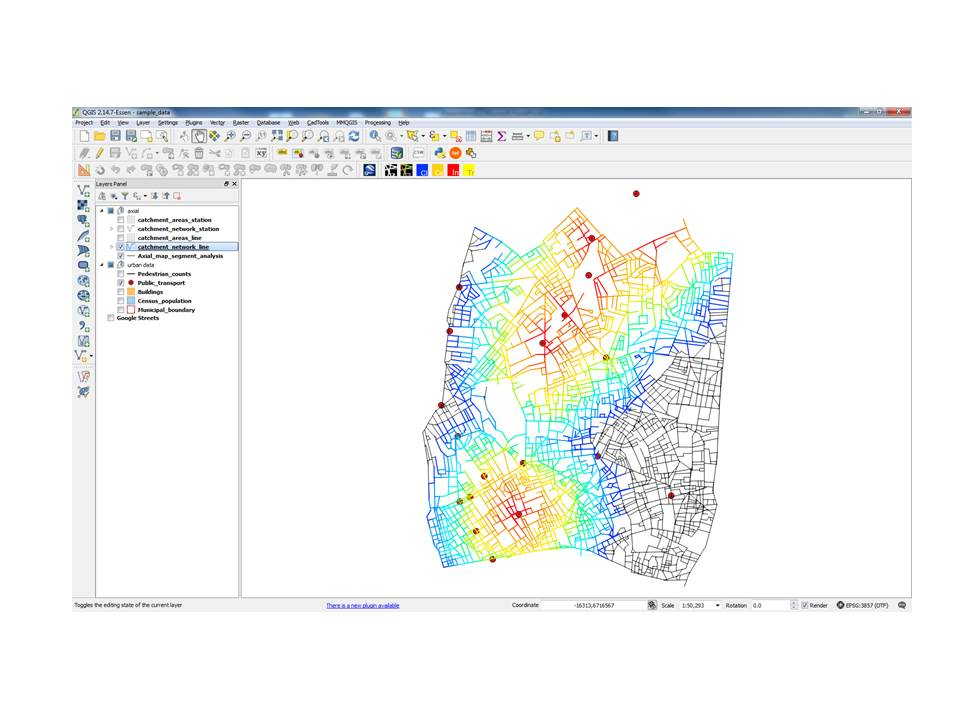 QGIS 2.14.7-Essen - sample_data
Project Edit View Layer Settings Plugins Vector Raster Database Web CadTools MMQGIS Processing Help
Layers Panel
axial
catchment_areas_station
catchment_network_station
catchment_areas_line
catchment_network_line
Axial_map_segment_analysis
urban data
Pedestrian_counts
Public_transport
Buildings
Census_population
Municipal_boundary
Google Streets
Toggles the editing state of the current layer There is a new plugin available Coordinate -16313,6716567 Scale 1:50,293 Rotation 0.0 Render EPSG:3857 (OTF)